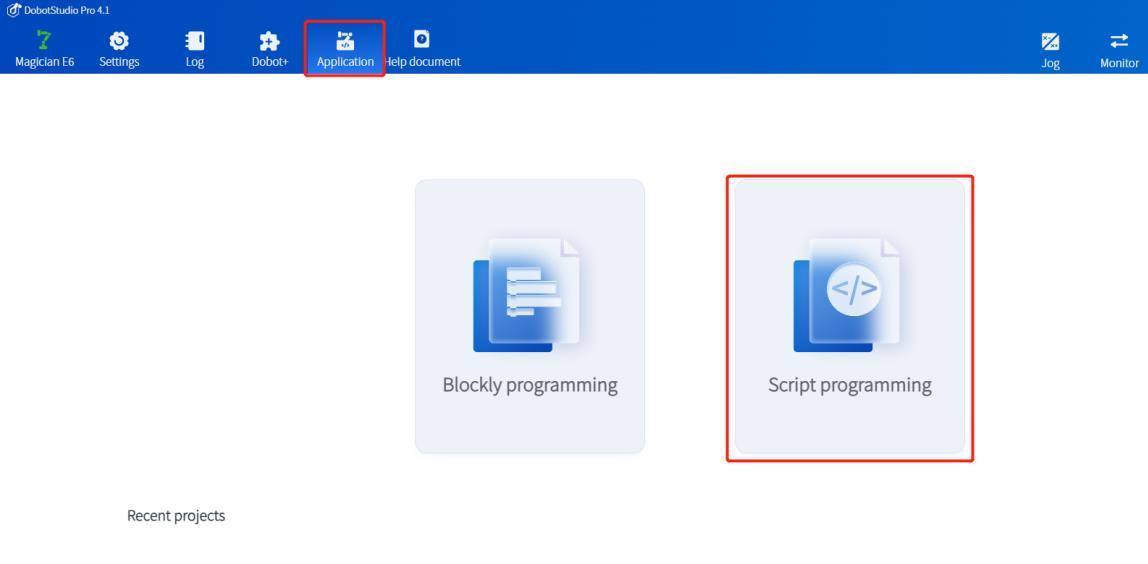 DobotStudio Pro 4.1
Magician E6 Settings Log Dobot+ Application Help document Jog Monitor
</>
Blockly programming Script programming
Recent projects